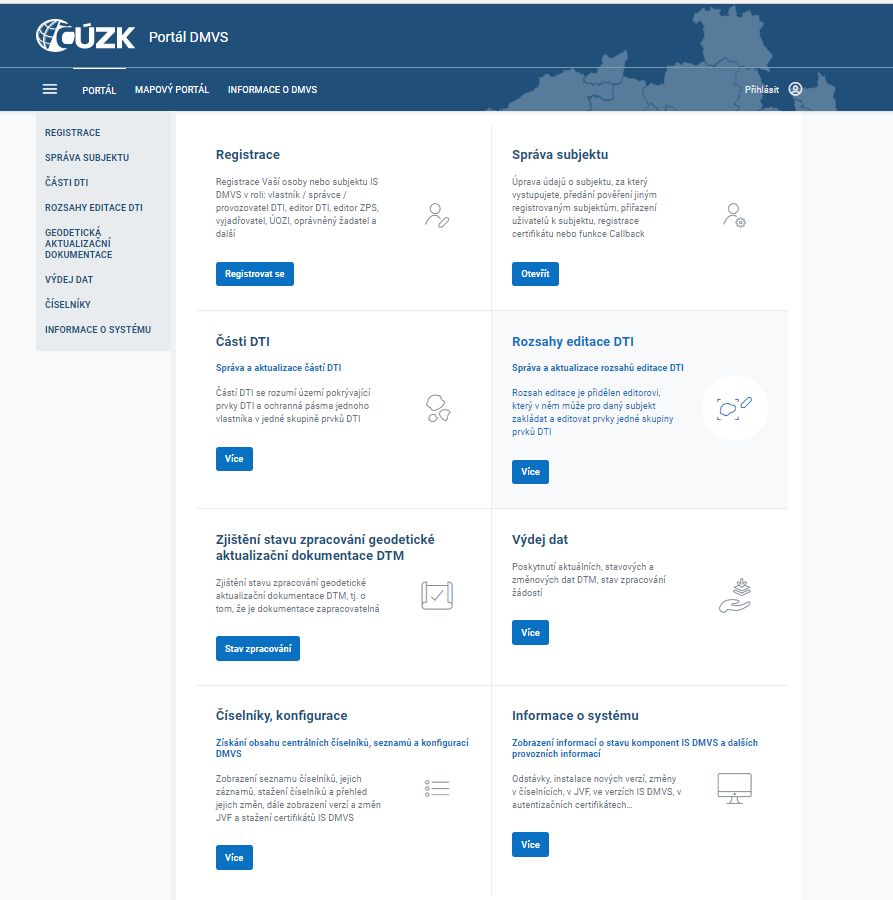 ČÚZK
Portál DMVS
PORTÁL
MAPOVÝ PORTÁL
INFORMACE O DMVS
Přihlásit
REGISTRACE
SPRÁVA SUBJEKTU
ČÁSTI DTI
ROZSAHY EDITACE DTI
GEODETICKÁ
AKTUALIZAČNÍ
DOKUMENTACE
VÝDEJ DAT
ČÍSELNÍKY
INFORMACE O SYSTÉMU
Registrace
Registrace Vaší osoby nebo subjektu IS
DMVS v roli: vlastník / správce /
provozovatel DTI, editor DTI, editor ZPS,
vyjadřovatel, ÚOZI, oprávněný žadatel a
další
Registrovat se
Správa subjektu
Úprava údajů o subjektu, za který
vystupujete, předání pověření jiným
registrovaným subjektům, přiřazení
uživatelů k subjektu, registrace
certifikátu nebo funkce Callback
Otevřít
Části DTI
Správa a aktualizace částí DTI
Částí DTI se rozumí území pokrývající
prvky DTI a ochranná pásma jednoho
vlastníka v jedné skupině prvků DTI
Více
Rozsahy editace DTI
Správa a aktualizace rozsahů editace DTI
Rozsah editace je přidělen editorovi,
který v něm může pro daný subjekt
zakládat a editovat prvky jedné skupiny
prvků DTI
Více
Zjištění stavu zpracování geodetické
aktualizační dokumentace DTM
Zjištění stavu zpracování geodetické
aktualizační dokumentace DTM, tj. o
tom, že je dokumentace zapracovatelná
Stav zpracování
Výdej dat
Poskytnutí aktuálních, stavových a
změnových dat DTM, stav zpracování
žádostí
Více
Číselníky, konfigurace
Získání obsahu centrálních číselníků, seznamů a konfigurací
DMVS
Zobrazení seznamu číselníků, jejich
záznamů, stažení číselníků a přehled
jejich změn, dále zobrazení verzí a změn
JVF a stažení certifikátů IS DMVS
Více
Informace o systému
Zobrazení informací o stavu komponent IS DMVS a dalších
provozních informací
Odstávky, instalace nových verzí, změny
v číselnících, v JVF, ve verzích IS DMVS, v
autentizačních certifikátech...
Více